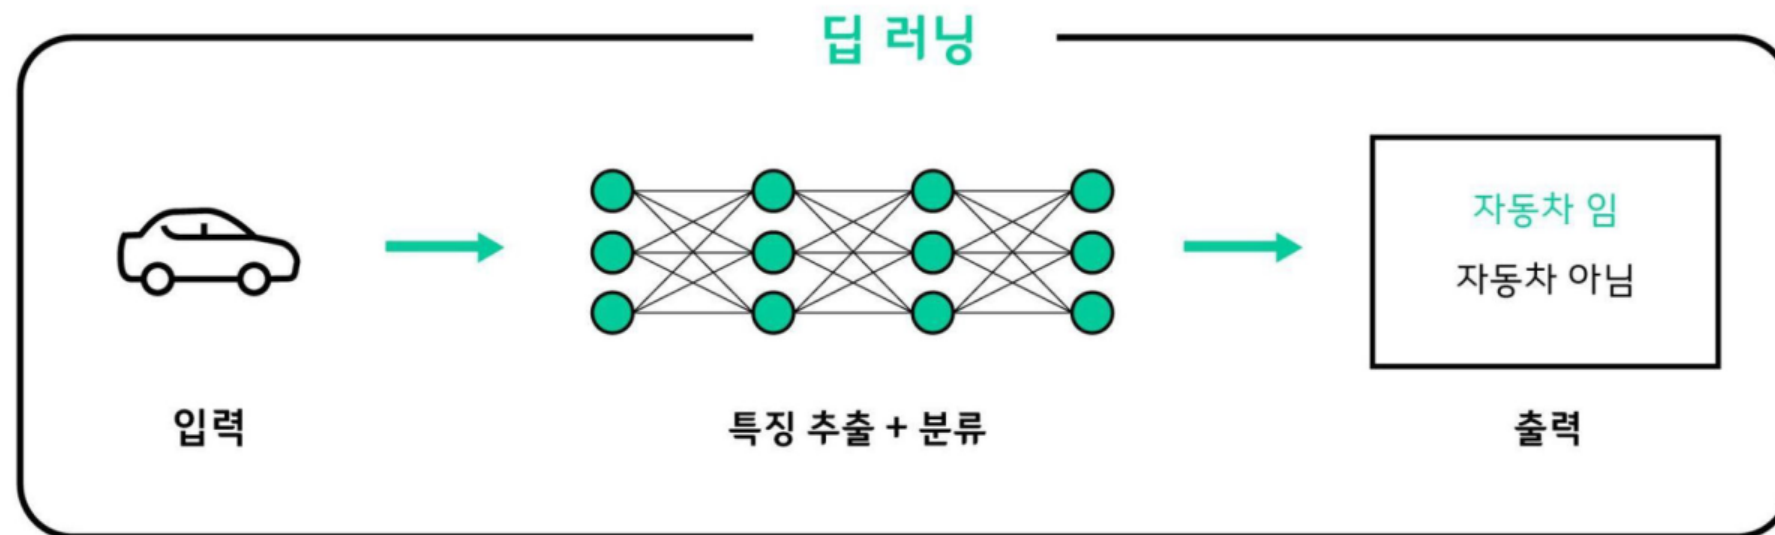 딥 러닝
자동차 임
자동차 아님
입력
특징 추출 + 분류
출력